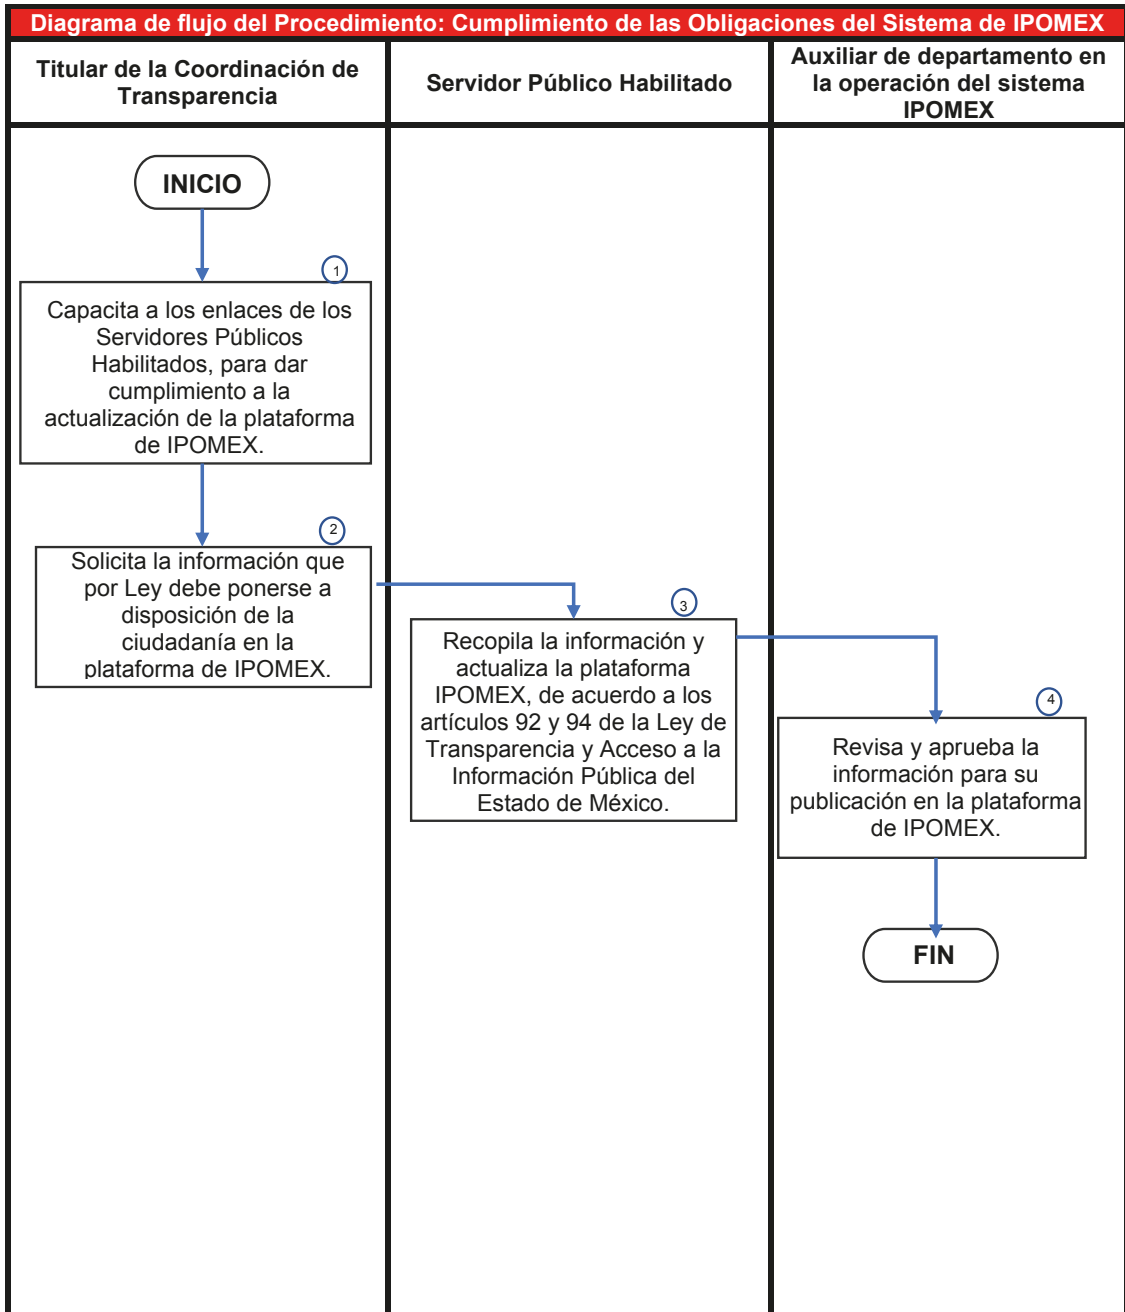 Diagrama de flujo del Procedimiento: Cumplimiento de las Obligaciones del Sistema de IPOMEX
Titular de la Coordinación de
Transparencia
Servidor Público Habilitado
Auxiliar de departamento en
la operación del sistema
IPOMEX
INICIO
1
Capacita a los enlaces de los
Servidores Públicos
Habilitados, para dar
cumplimiento a la
actualización de la plataforma
de IPOMEX.
2
Solicita la información que
por Ley debe ponerse a
disposición de la
ciudadanía en la
plataforma de IPOMEX.
3
Recopila la información y
actualiza la plataforma
IPOMEX, de acuerdo a los
artículos 92 y 94 de la Ley de
Transparencia y Acceso a la
Información Pública del
Estado de México.
4
Revisa y aprueba la
información para su
publicación en la plataforma
de IPOMEX.
FIN